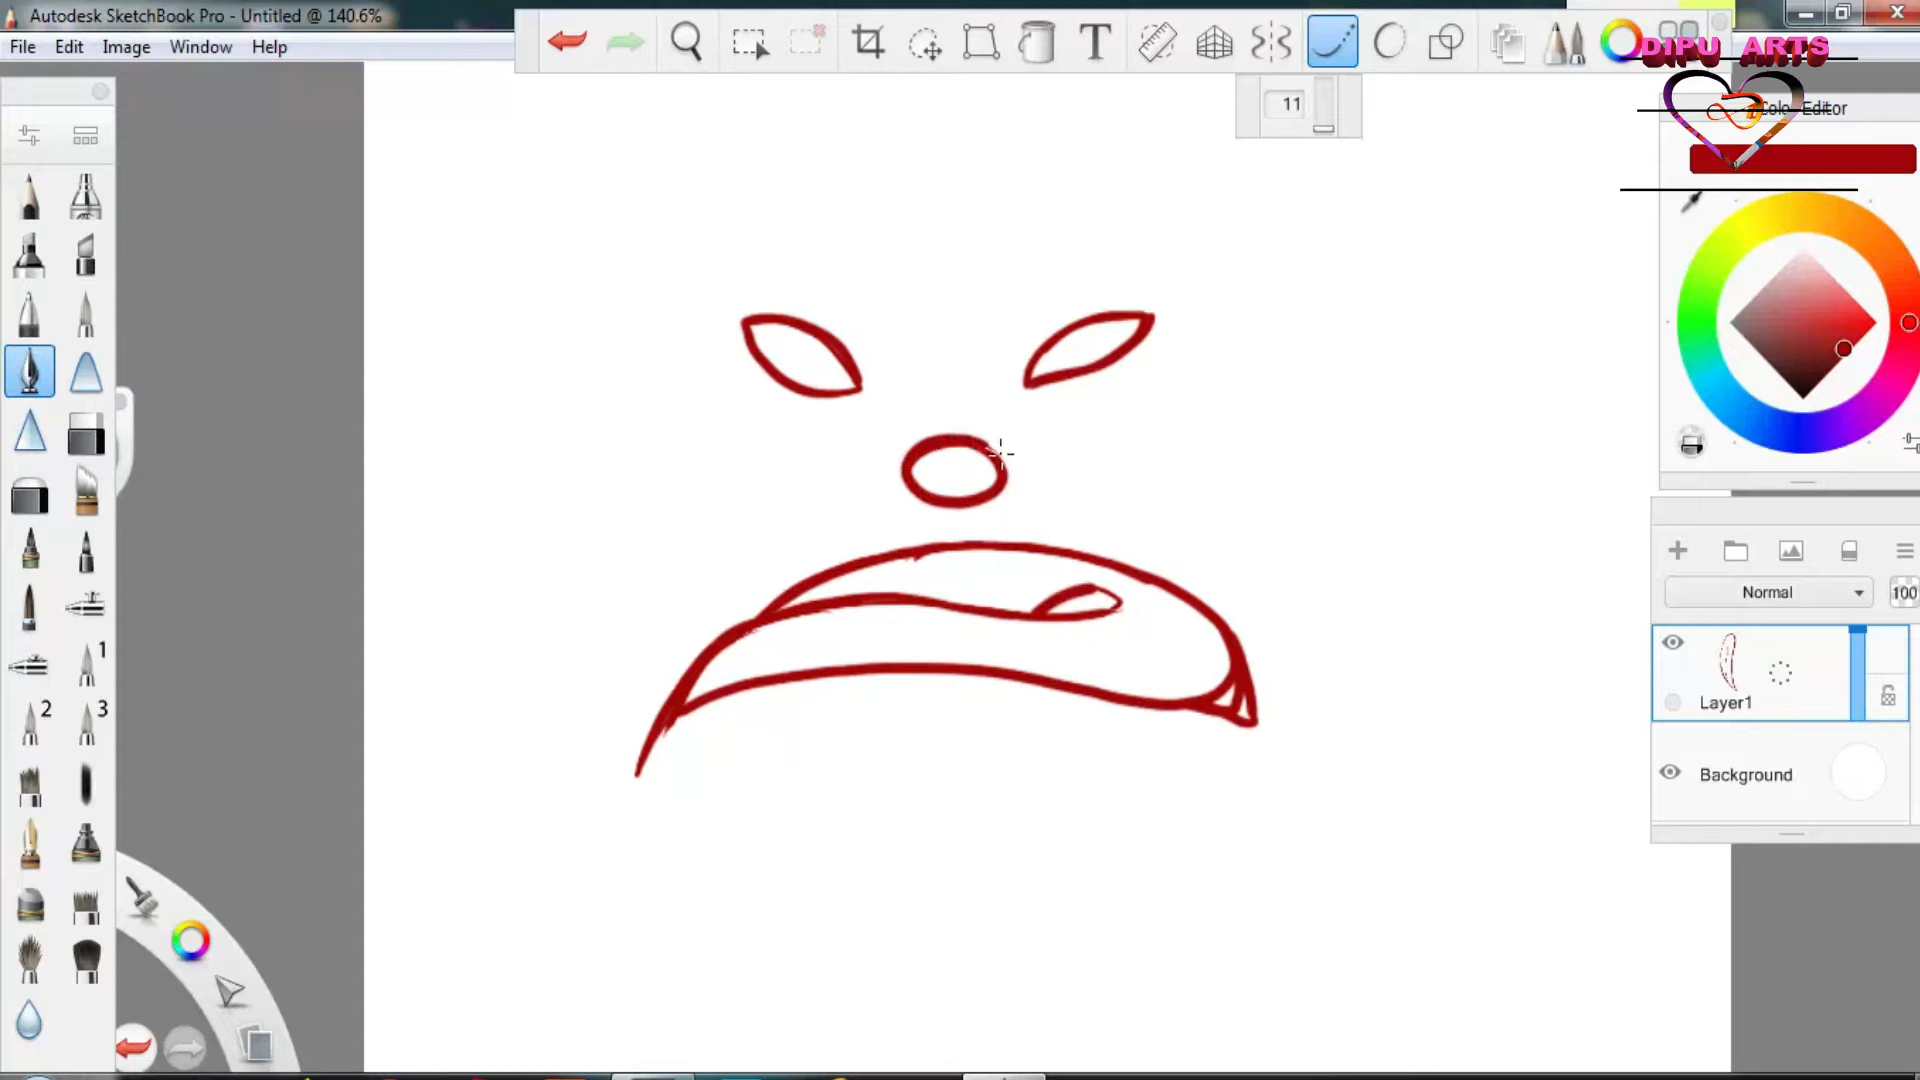 Autodesk SketchBook Pro - Untitled @ 140.6%
File Edit Image Window Help
T
DIPU ARTS
11
Color Editor
Normal
100
1
2
3
Layer1
Background